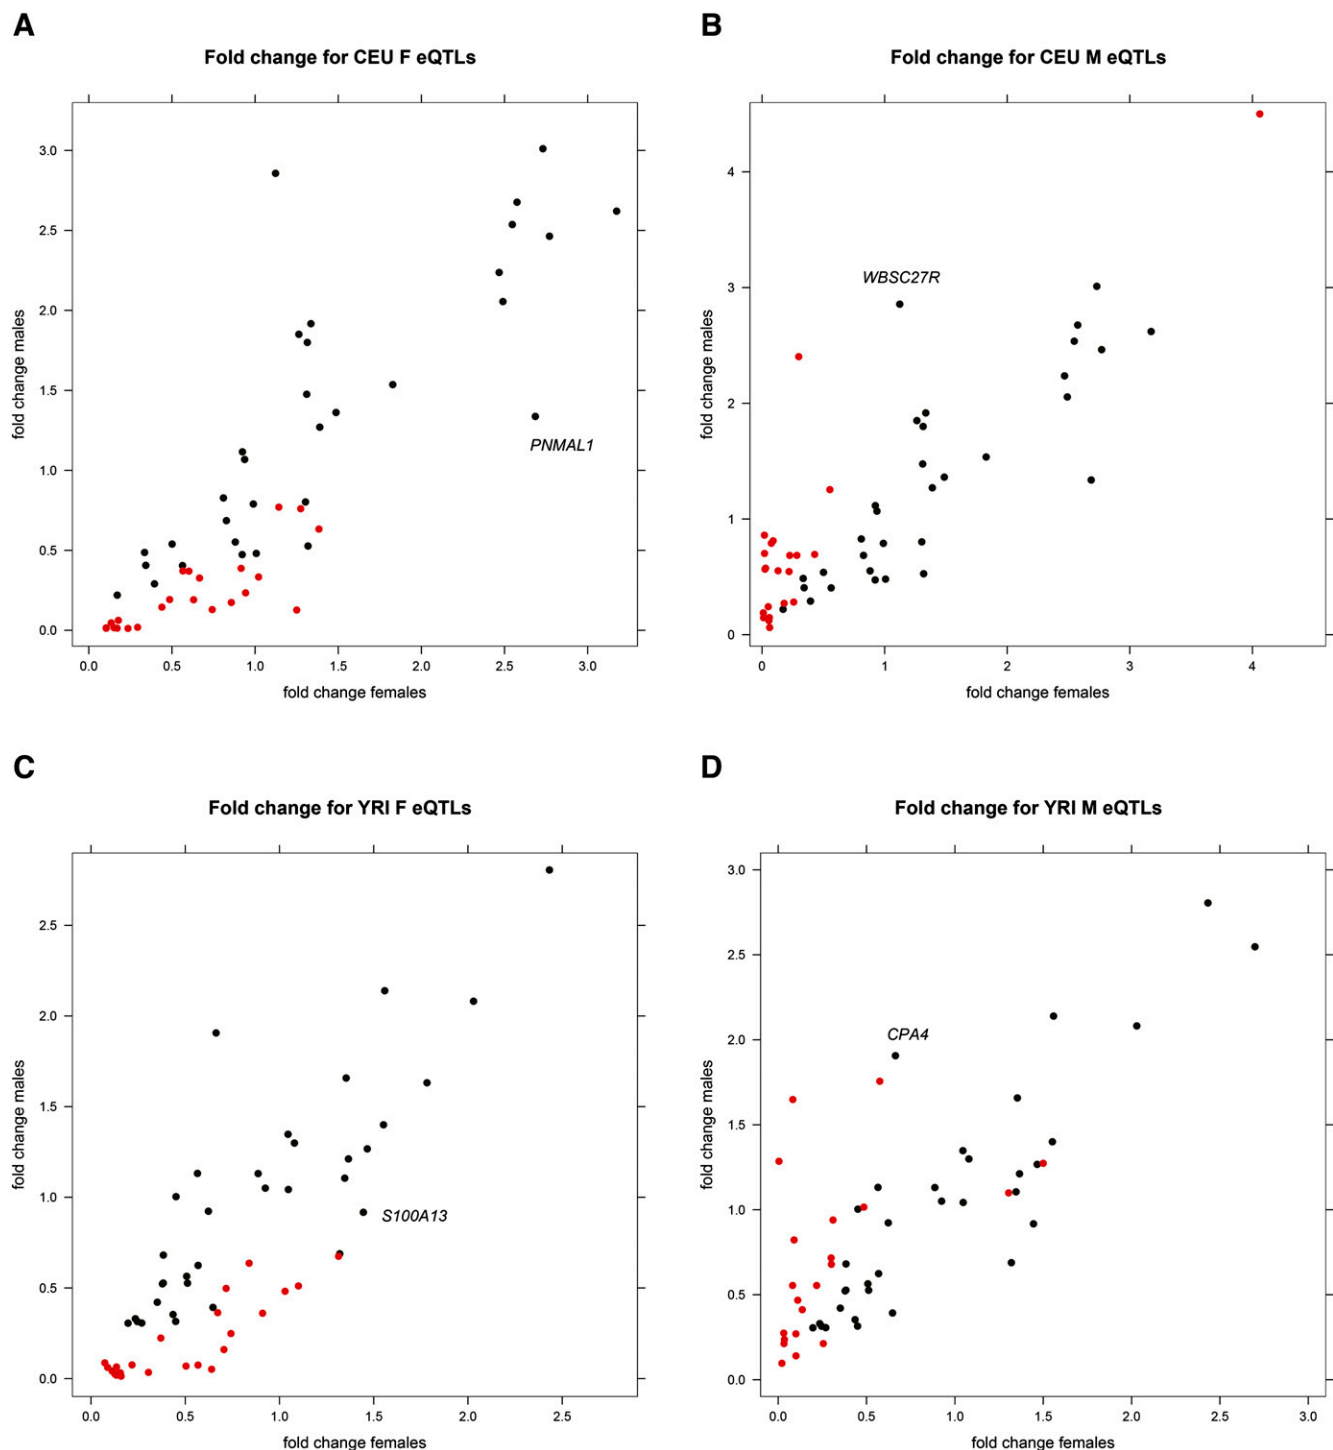 A
Fold change for CEU F eQTLs
fold change males
3.0
2.5
2.0
1.5
1.0
0.5
0.0
PNMAL1
0.0 0.5 1.0 1.5 2.0 2.5 3.0
fold change females
B
Fold change for CEU M eQTLs
fold change males
4
3
2
1
0
WBSC27R
0 1 2 3 4
fold change females
C
Fold change for YRI F eQTLs
fold change males
2.5
2.0
1.5
1.0
0.5
0.0
S100A13
0.0 0.5 1.0 1.5 2.0 2.5
fold change females
D
Fold change for YRI M eQTLs
fold change males
3.0
2.5
2.0
1.5
1.0
0.5
0.0
CPA4
0.0 0.5 1.0 1.5 2.0 2.5 3.0
fold change females